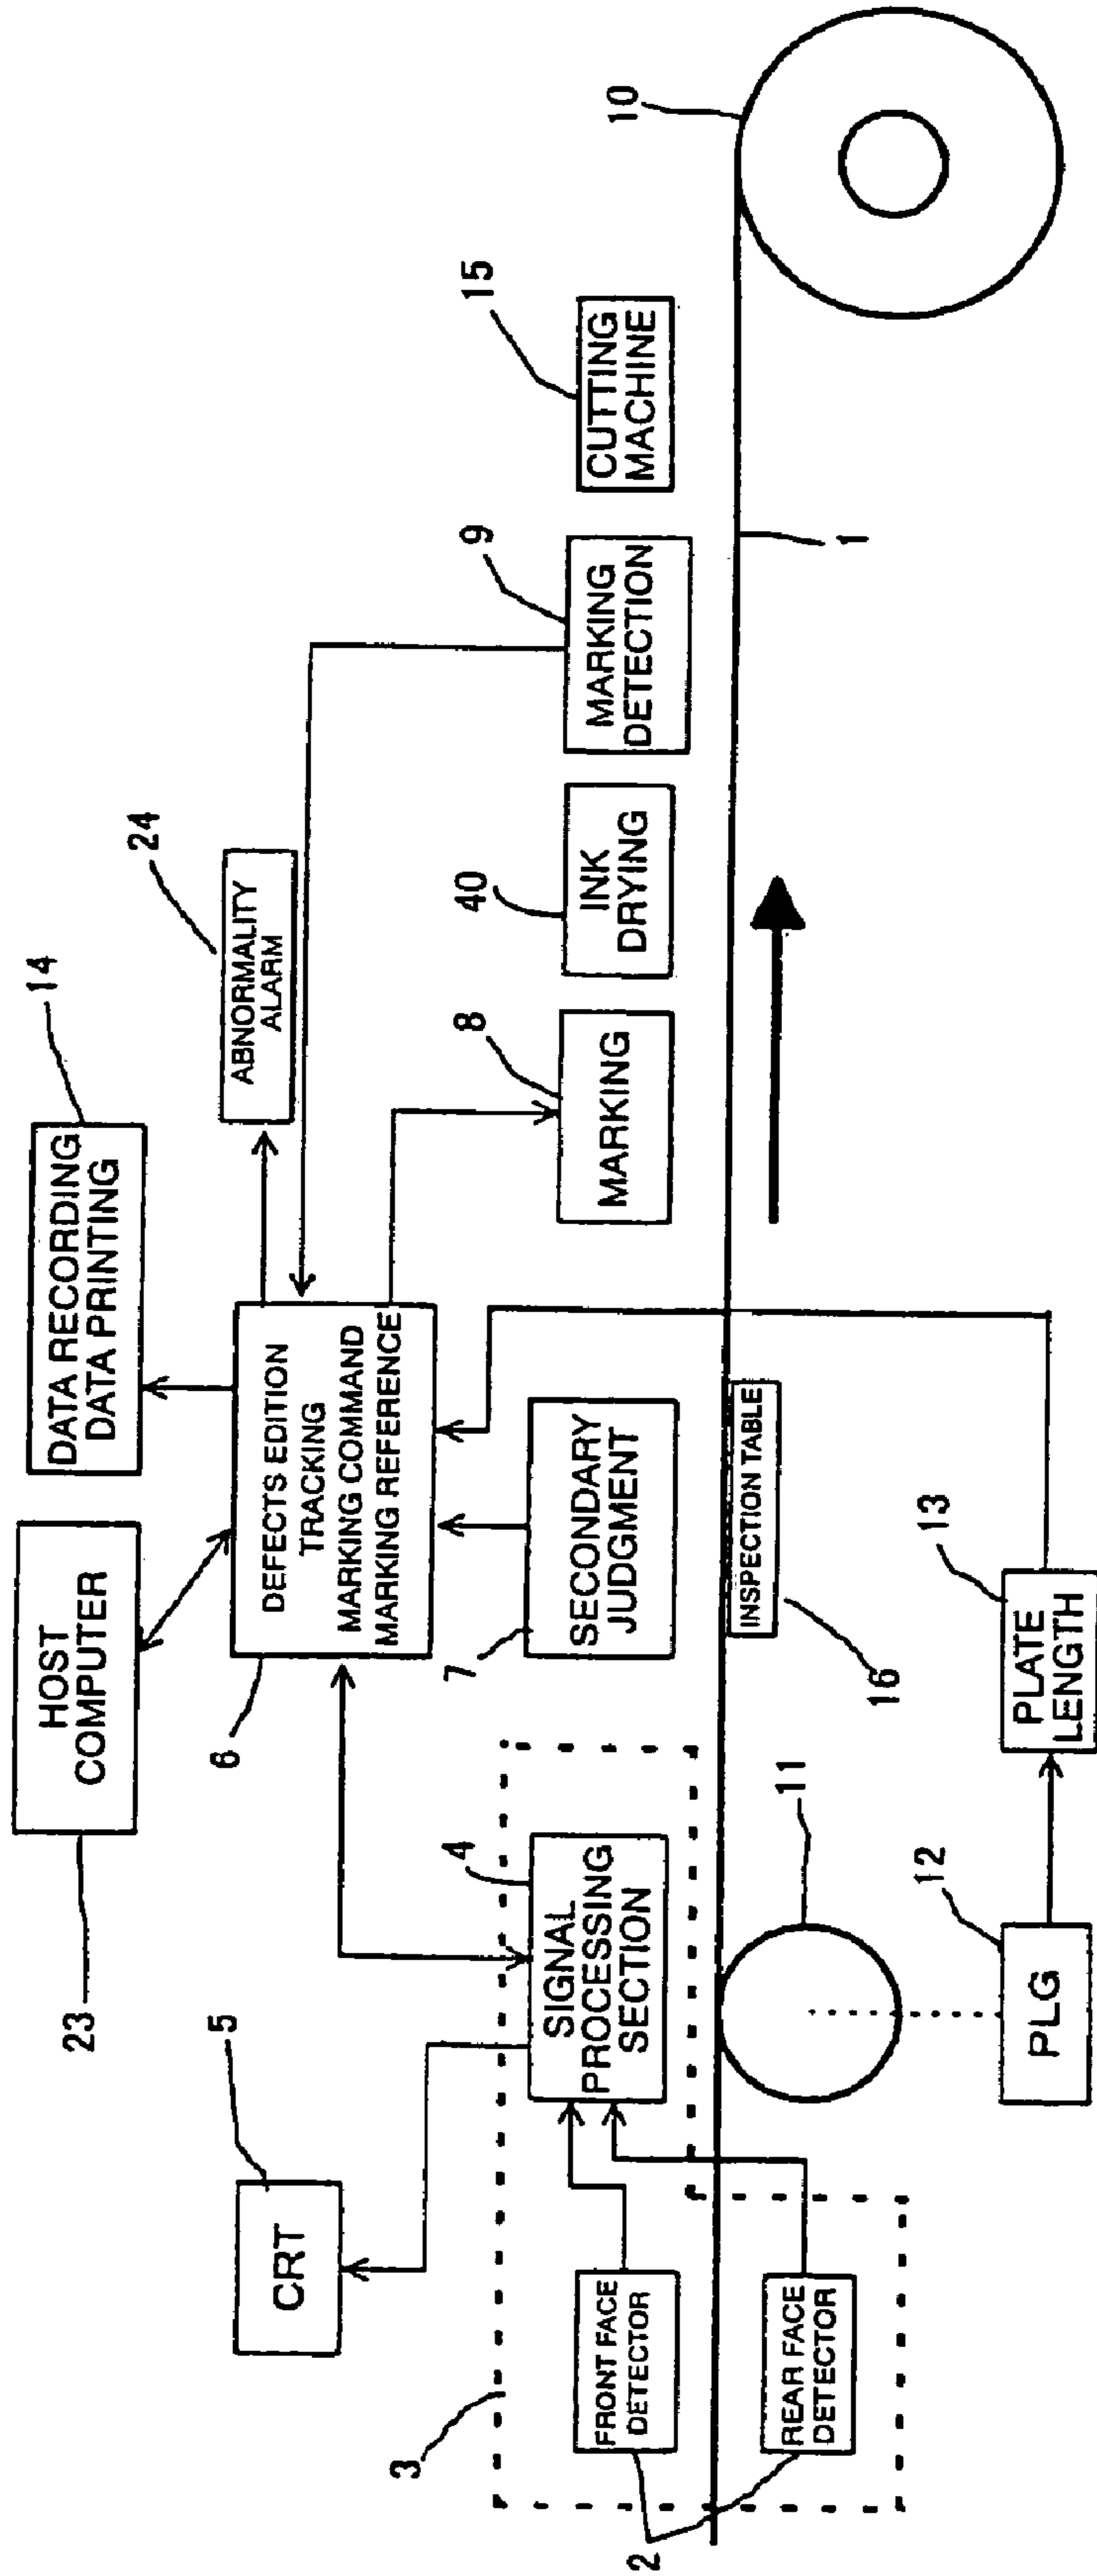 23
HOST
COMPUTER
14
DATA RECORDING
DATA PRINTING
24
ABNORMALITY
ALARM
5
CRT
6
DEFECTS EDITION
TRACKING
MARKING COMMAND
MARKING REFERENCE
3
4
SIGNAL
PROCESSING
SECTION
7
SECONDARY
JUDGMENT
8
MARKING
40
INK
DRYING
9
MARKING
DETECTION
15
CUTTING
MACHINE
10
FRONT FACE
DETECTOR
2
REAR FACE
DETECTOR
11
INSPECTION TABLE
16
1
12
PLG
13
PLATE
LENGTH